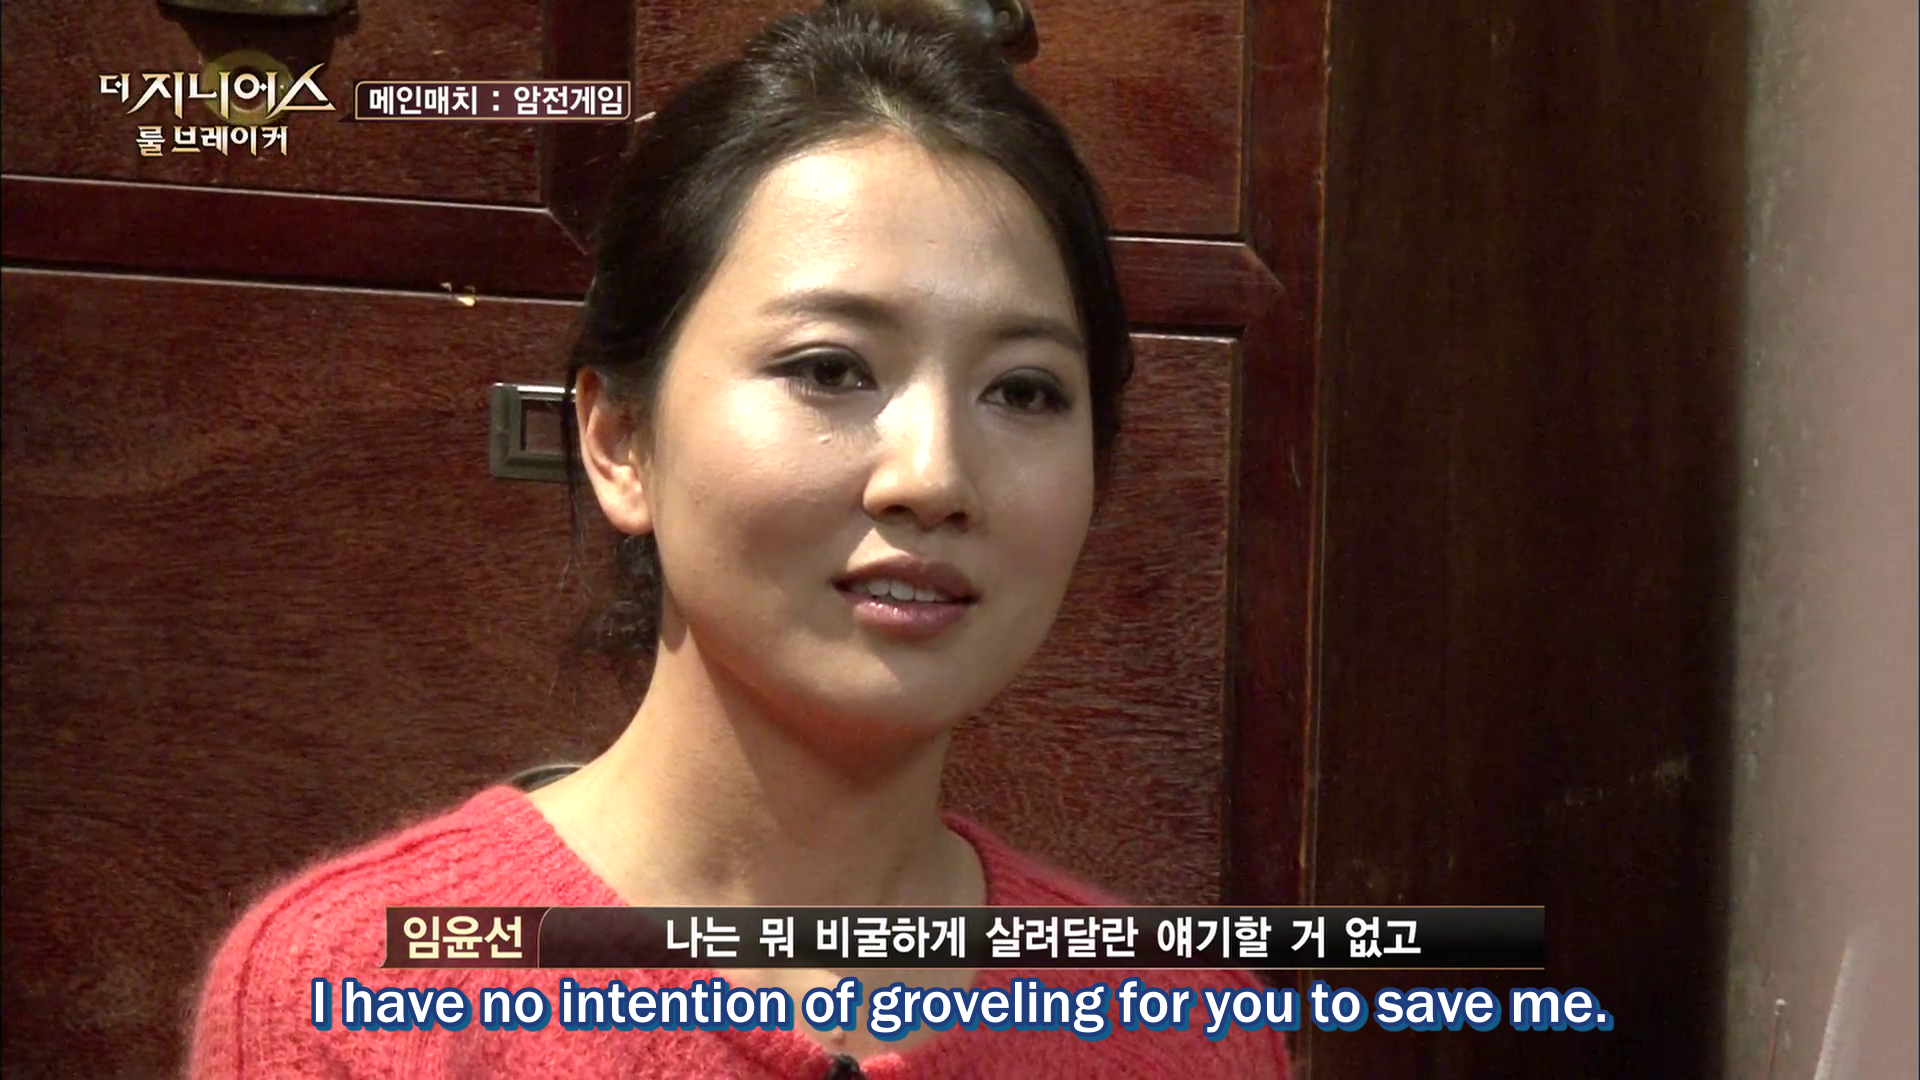 더 지니어스
룰 브레이커
메인매치 : 암전게임
임윤선
나는 뭐 비굴하게 살려달란 얘기할 거 없고
I have no intention of groveling for you to save me.